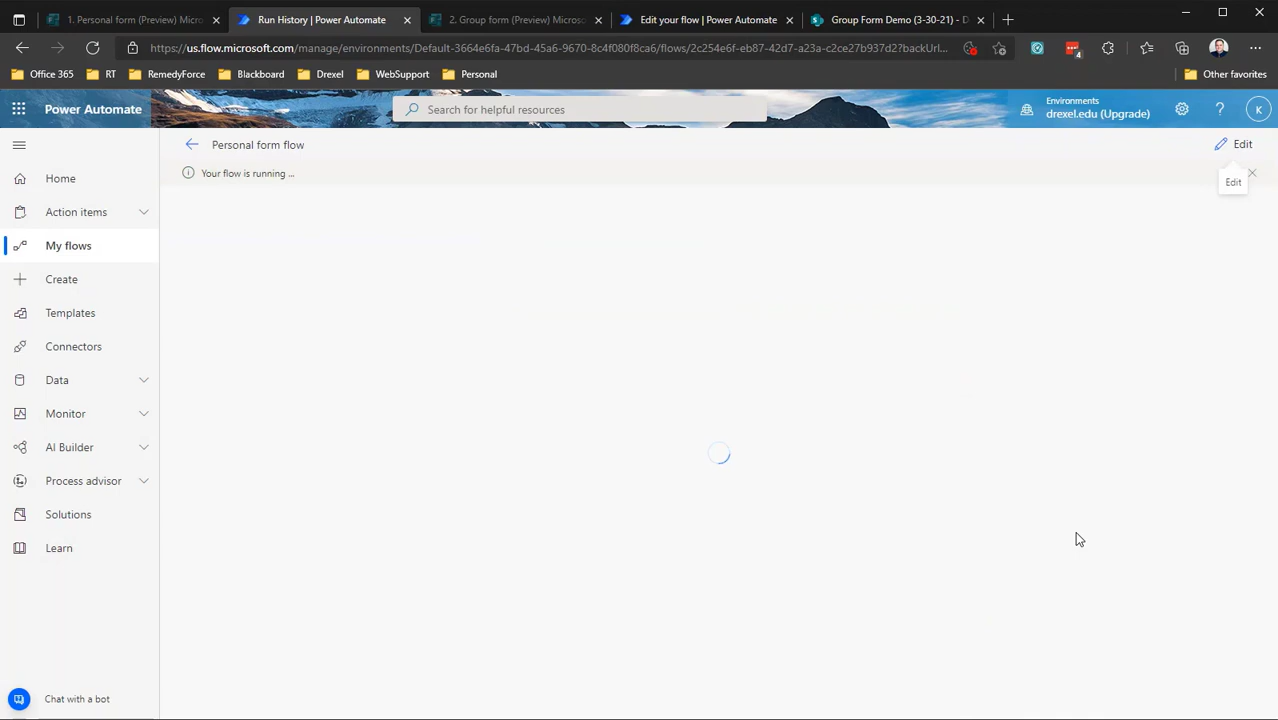 1. Personal form (Preview) Micro
Run History | Power Automate
2. Group form (Preview) Microso
Edit your flow | Power Automate
Group Form Demo (3-30-21) - D
https://us.flow.microsoft.com/manage/environments/Default-3664e6fa-47bd-45a6-9670-8c4f080f8ca6/flows/2c254e6f-eb87-42d7-a23a-c2ce27b937d2?backUrl...
4
Office 365
RT
RemedyForce
Blackboard
Drexel
WebSupport
Personal
Other favorites
Power Automate
Search for helpful resources
Environments
drexel.edu (Upgrade)
K
Personal form flow
Edit
Your flow is running ...
Edit
Home
Action items
My flows
Create
Templates
Connectors
Data
Monitor
AI Builder
Process advisor
Solutions
Learn
Chat with a bot